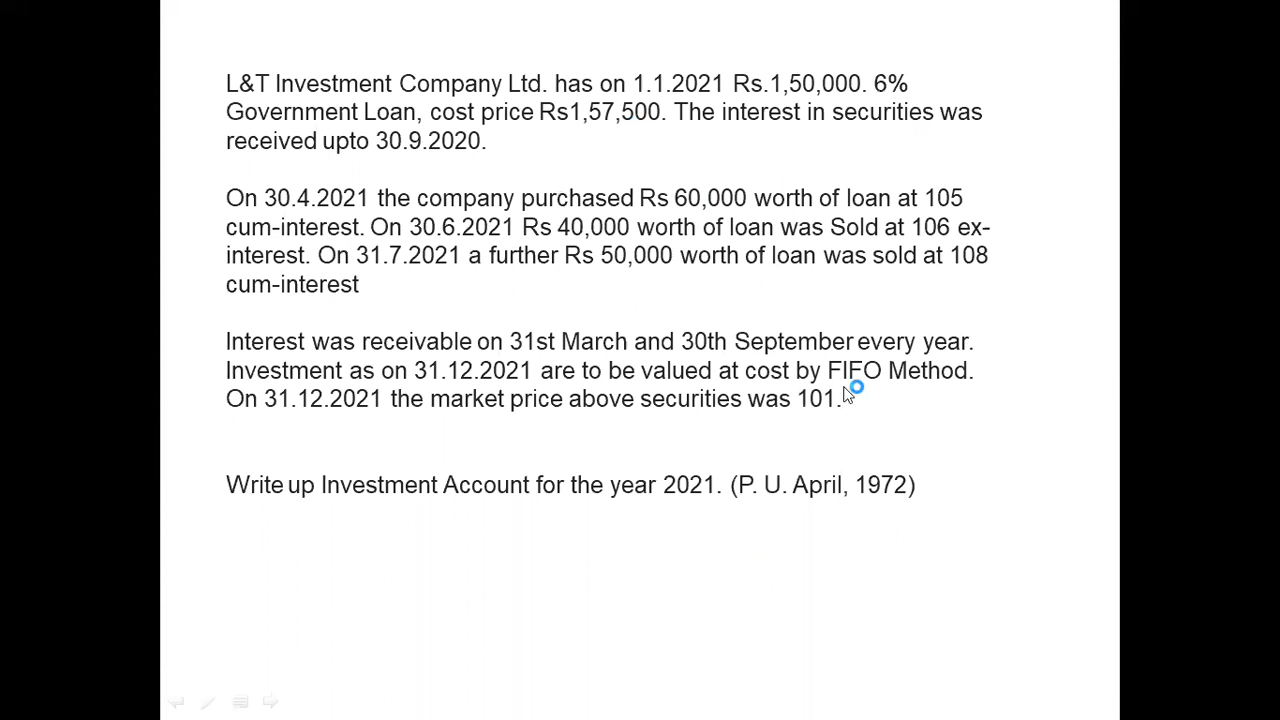 L&T Investment Company Ltd. has on 1.1.2021 Rs.1,50,000. 6%
Government Loan, cost price Rs1,57,500. The interest in securities was
received upto 30.9.2020.
On 30.4.2021 the company purchased Rs 60,000 worth of loan at 105
cum-interest. On 30.6.2021 Rs 40,000 worth of loan was Sold at 106 ex-
interest. On 31.7.2021 a further Rs 50,000 worth of loan was sold at 108
cum-interest
Interest was receivable on 31st March and 30th September every year.
Investment as on 31.12.2021 are to be valued at cost by FIFO Method.
On 31.12.2021 the market price above securities was 101.
Write up Investment Account for the year 2021. (P. U. April, 1972)